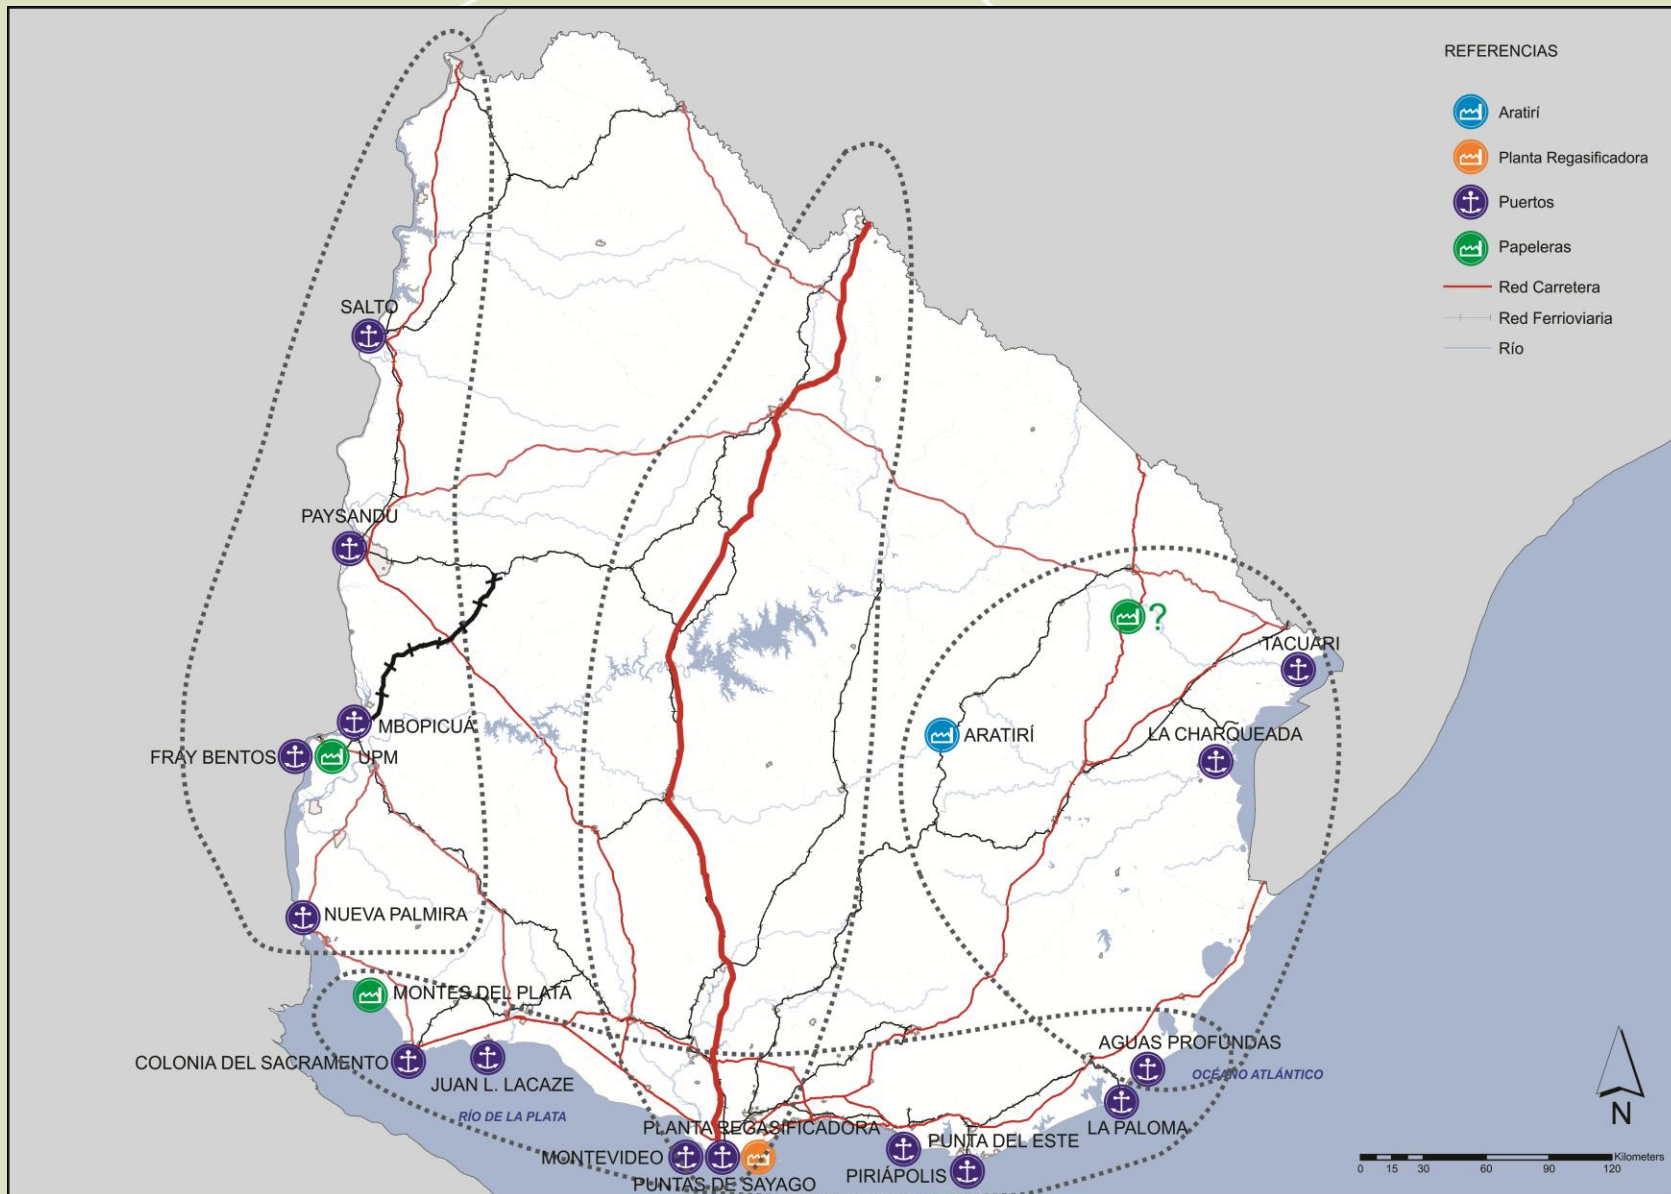 REFERENCIAS
Aratirí
Planta Regasificadora
Puertos
Papeleras
Red Carretera
Red Ferrioviaria
Río
SALTO
PAYSANDU
?
TACUARI
MBOPICUÁ
ARATIRÍ
LA CHARQUEADA
FRAY BENTOS
UPM
NUEVA PALMIRA
MONTES DEL PLATA
COLONIA DEL SACRAMENTO
JUAN L. LACAZE
AGUAS PROFUNDAS
OCÉANO ATLÁNTICO
RÍO DE LA PLATA
LA PALOMA
PLANTA REGASIFICADORA
PUNTA DEL ESTE
MONTEVIDEO
PIRIÁPOLIS
PUNTAS DE SAYAGO
N
Kilometers
0 15 30 60 90 120